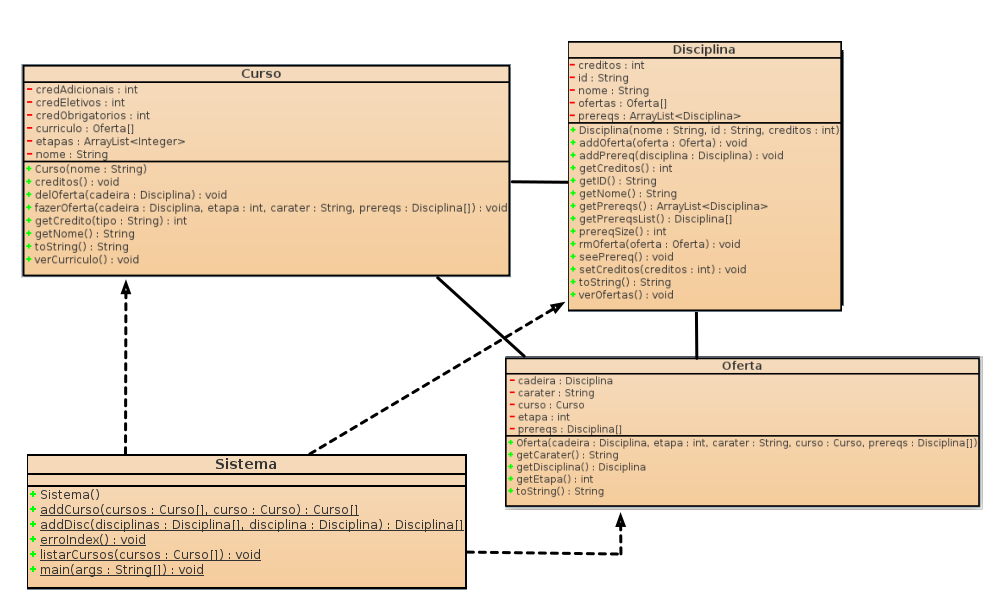 Curso
- credAdicionais : int
- credEletivos : int
- credObrigatorios : int
- curriculo : Oferta[]
- etapas : ArrayList<Integer>
- nome : String
+ Curso(nome : String)
+ creditos() : void
+ delOferta(cadeira : Disciplina) : void
+ fazerOferta(cadeira : Disciplina, etapa : int, carater : String, prereqs : Disciplina[]) : void
+ getCredito(tipo : String) : int
+ getNome() : String
+ toString() : String
+ verCurriculo() : void
Disciplina
- creditos : int
- id : String
- nome : String
- ofertas : Oferta[]
- prereqs : ArrayList<Disciplina>
+ Disciplina(nome : String, id : String, creditos : int)
+ addOferta(oferta : Oferta) : void
+ addPrereq(disciplina : Disciplina) : void
+ getCreditos() : int
+ getID() : String
+ getNome() : String
+ getPrereqs() : ArrayList<Disciplina>
+ getPrereqsList() : Disciplina[]
+ prereqSize() : int
+ rmOferta(oferta : Oferta) : void
+ seePrereq() : void
+ setCreditos(creditos : int) : void
+ toString() : String
+ verOfertas() : void
Oferta
- cadeira : Disciplina
- carater : String
- curso : Curso
- etapa : int
- prereqs : Disciplina[]
+ Oferta(cadeira : Disciplina, etapa : int, carater : String, curso : Curso, prereqs : Disciplina[])
+ getCarater() : String
+ getDisciplina() : Disciplina
+ getEtapa() : int
+ toString() : String
Sistema
+ Sistema()
+ addCurso(cursos : Curso[], curso : Curso) : Curso[]
+ addDisc(disciplinas : Disciplina[], disciplina : Disciplina) : Disciplina[]
+ erroIndex() : void
+ listarCursos(cursos : Curso[]) : void
+ main(args : String[]) : void